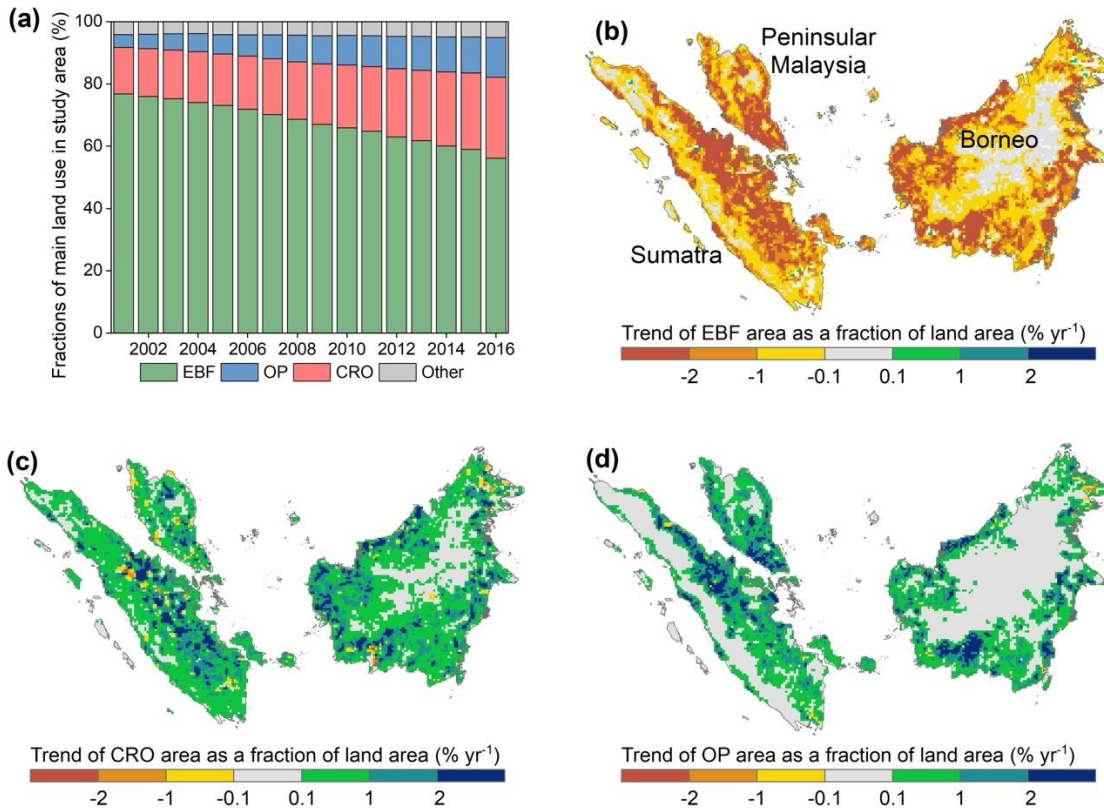 (a)
Fractions of main land use in study area (%)
100
80
60
40
20
0
2002 2004 2006 2008 2010 2012 2014 2016
EBF OP CRO Other
(b)
Peninsular
Malaysia
Borneo
Sumatra
Trend of EBF area as a fraction of land area (% yr⁻¹)
-2 -1 -0.1 0.1 1 2
(c)
Trend of CRO area as a fraction of land area (% yr⁻¹)
-2 -1 -0.1 0.1 1 2
(d)
Trend of OP area as a fraction of land area (% yr⁻¹)
-2 -1 -0.1 0.1 1 2